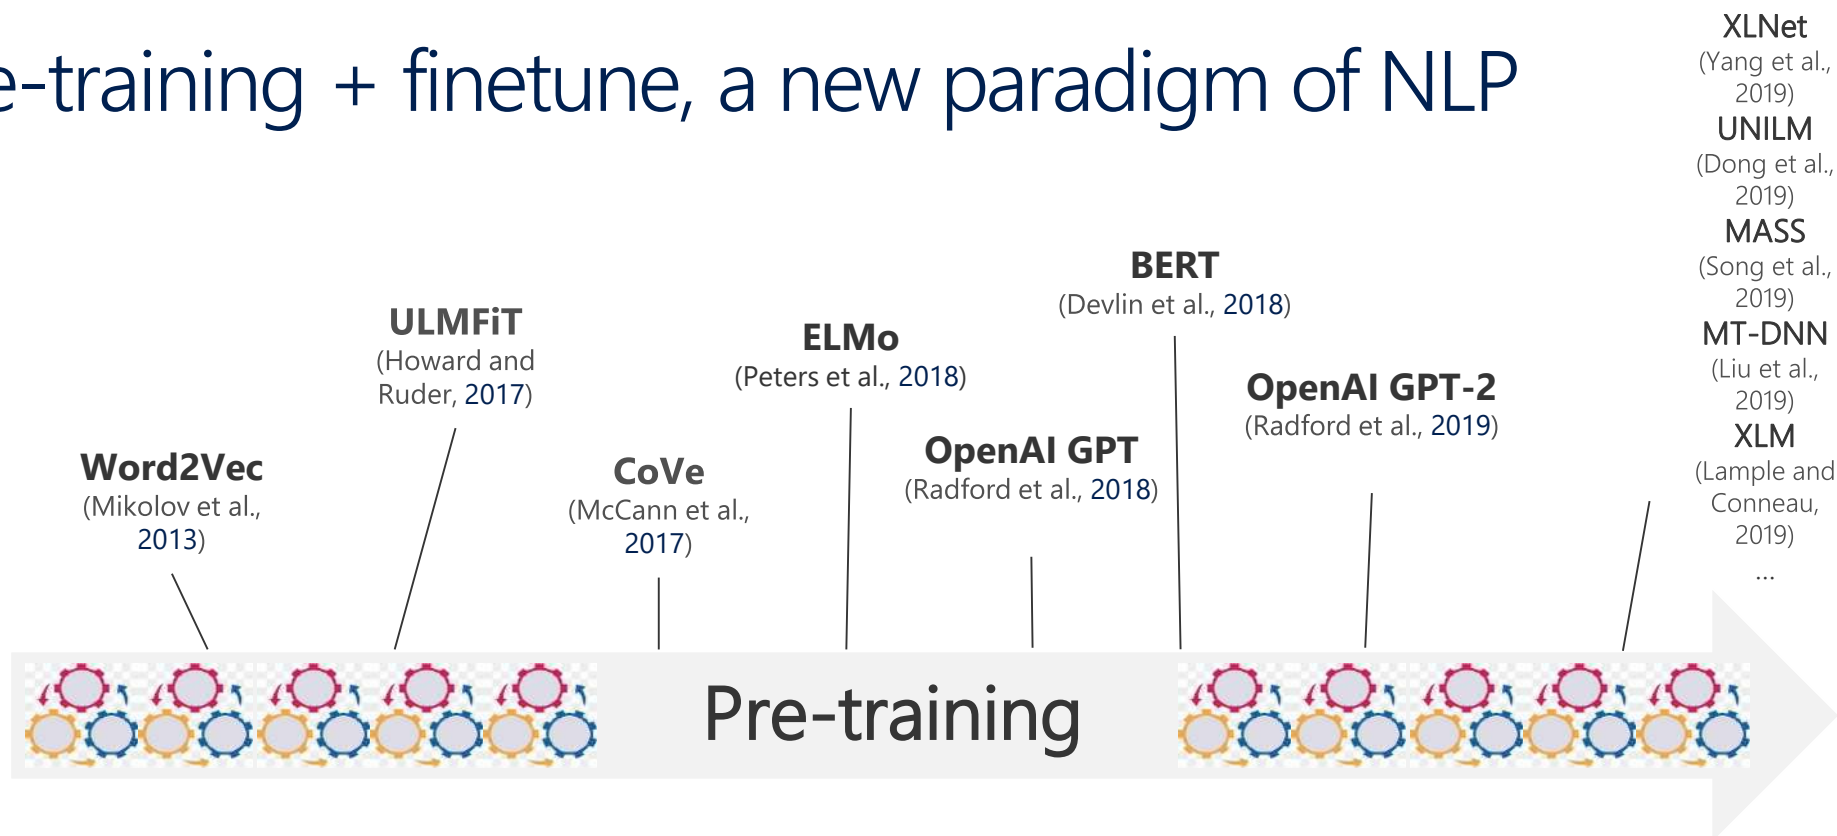 e-training + finetune, a new paradigm of NLP
Word2Vec
(Mikolov et al.,
2013)
ULMFiT
(Howard and
Ruder, 2017)
CoVe
(McCann et al.,
2017)
ELMo
(Peters et al., 2018)
OpenAI GPT
(Radford et al., 2018)
BERT
(Devlin et al., 2018)
OpenAI GPT-2
(Radford et al., 2019)
XLNet
(Yang et al.,
2019)
UNILM
(Dong et al.,
2019)
MASS
(Song et al.,
2019)
MT-DNN
(Liu et al.,
2019)
XLM
(Lample and
Conneau,
2019)
...
Pre-training